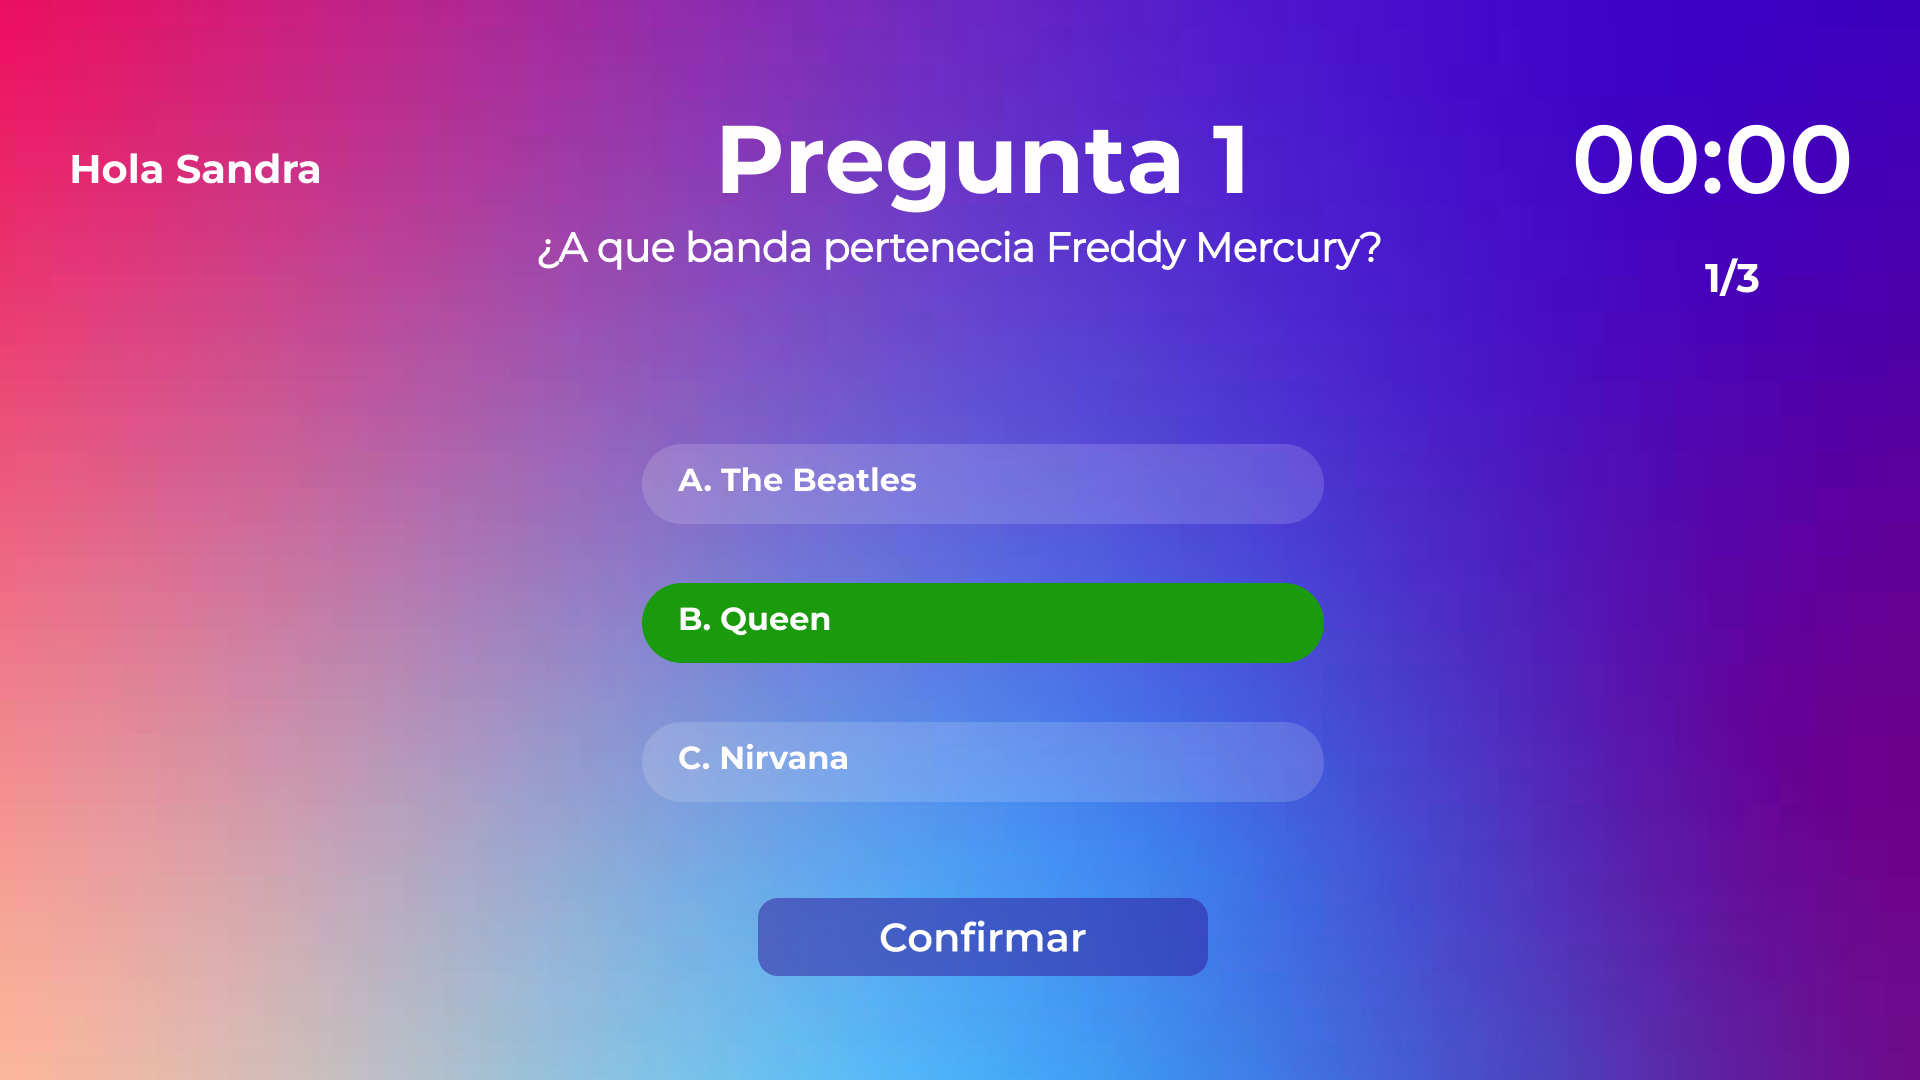 Hola Sandra
Pregunta 1
00:00
¿A que banda pertenecia Freddy Mercury?
1/3
A. The Beatles
B. Queen
C. Nirvana
Confirmar